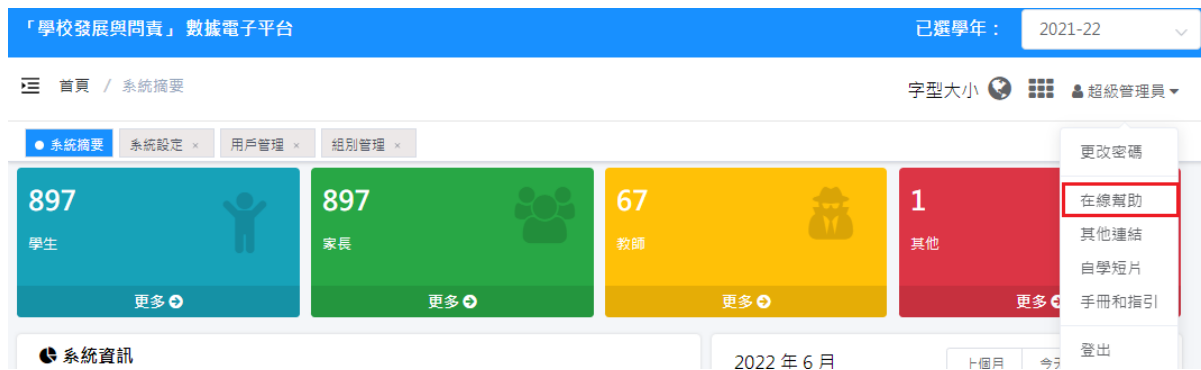 「學校發展與問責」數據電子平台 已選學年： 2021-22
首頁 / 系統摘要 字型大小 超級管理員
系統摘要 系統設定 × 用戶管理 × 組別管理 ×
更改密碼
在線幫助
其他連結
自學短片
手冊和指引
登出
897 897 67 1
學生 家長 教師 其他
更多 更多 更多 更多
系統資訊 2022 年 6 月 上個月 今天